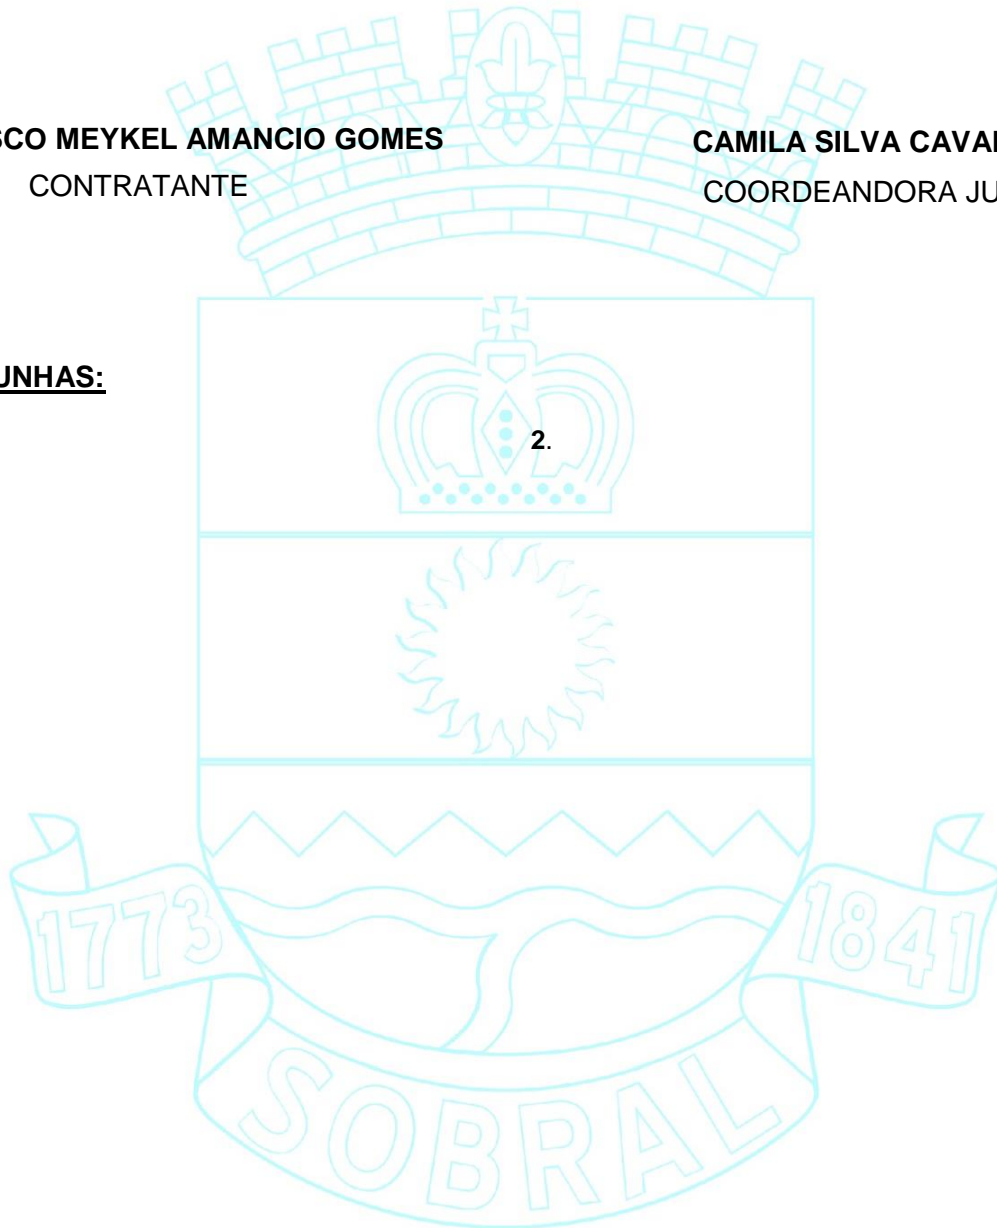 SCO MEYKEL AMANCIO GOMES
CAMILA SILVA CAVA
CONTRATANTE
COORDEANDORA JU
UNHAS:
2.
1773
1841
SOBRAL